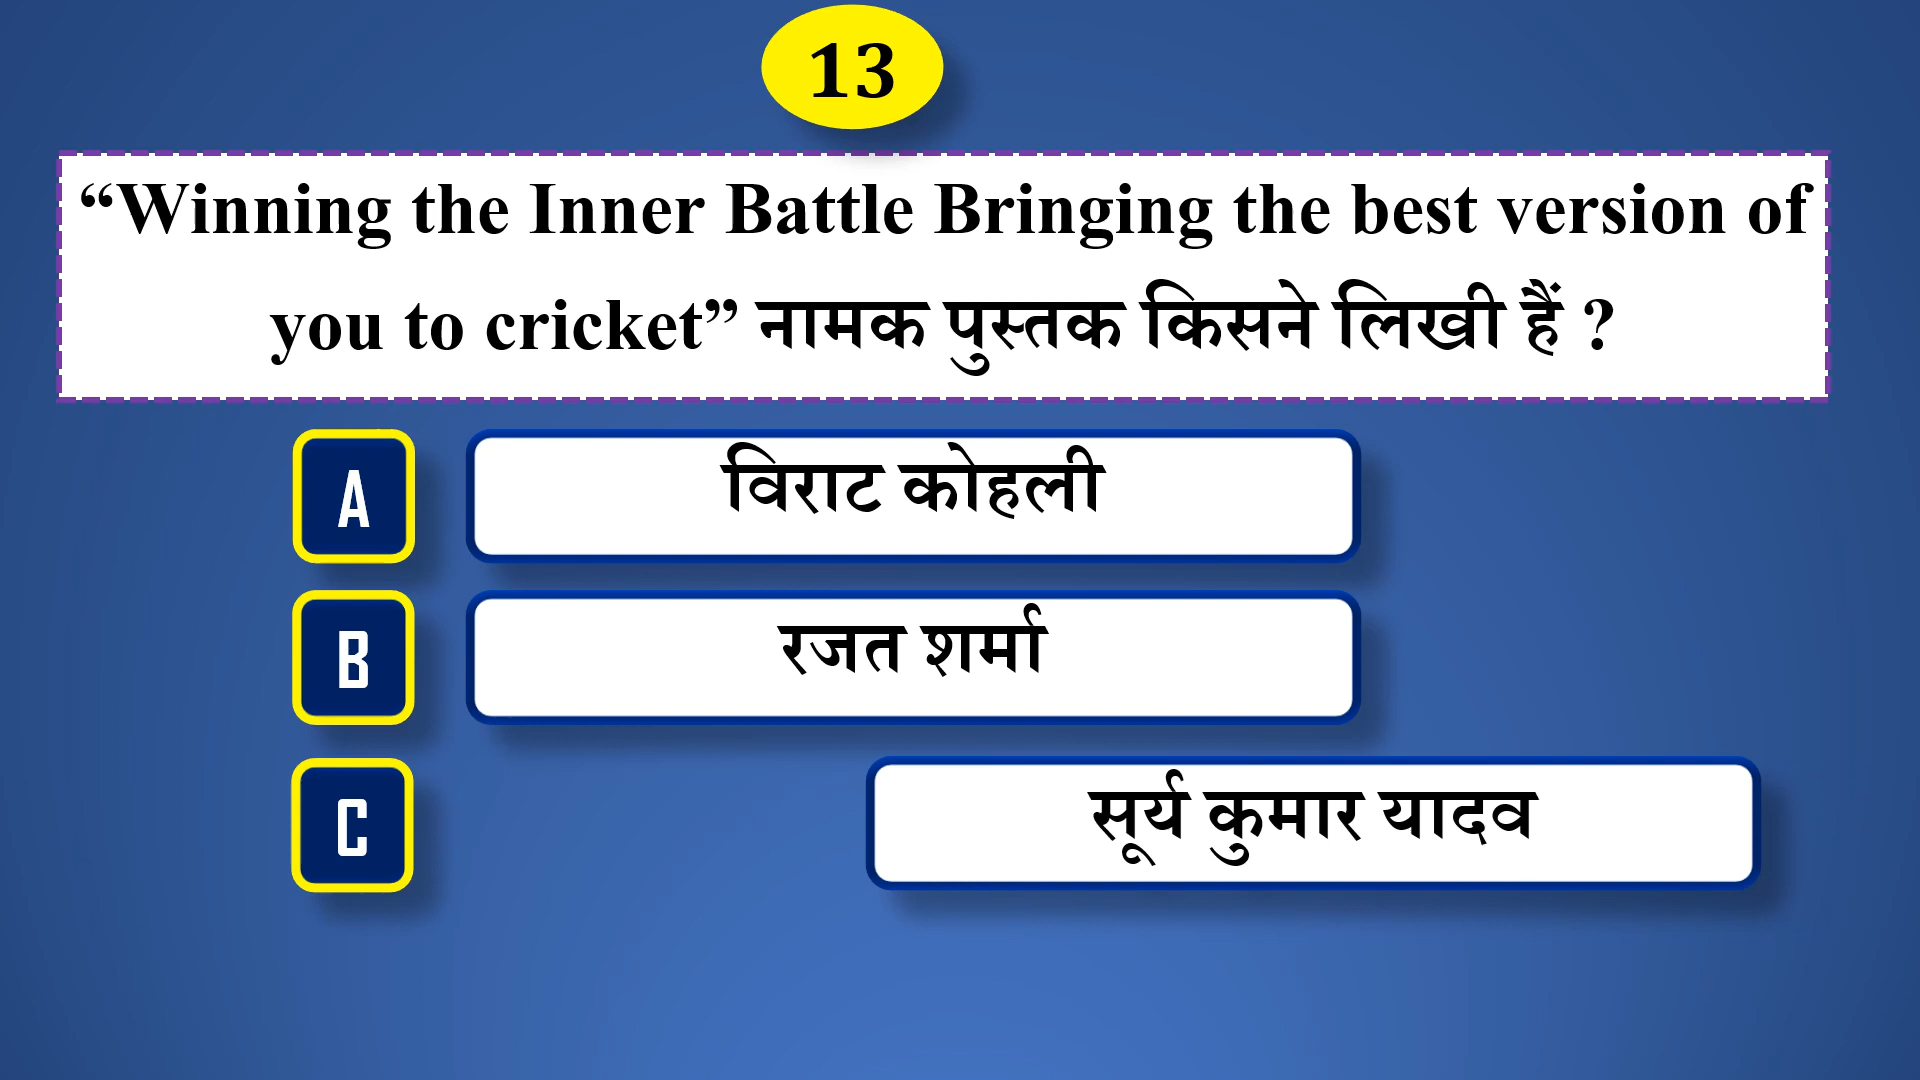 13
“Winning the Inner Battle Bringing the best version of
you to cricket” नामक पुस्तक किसने लिखी हैं ?
A
विराट कोहली
B
रजत शर्मा
C
सूर्य कुमार यादव